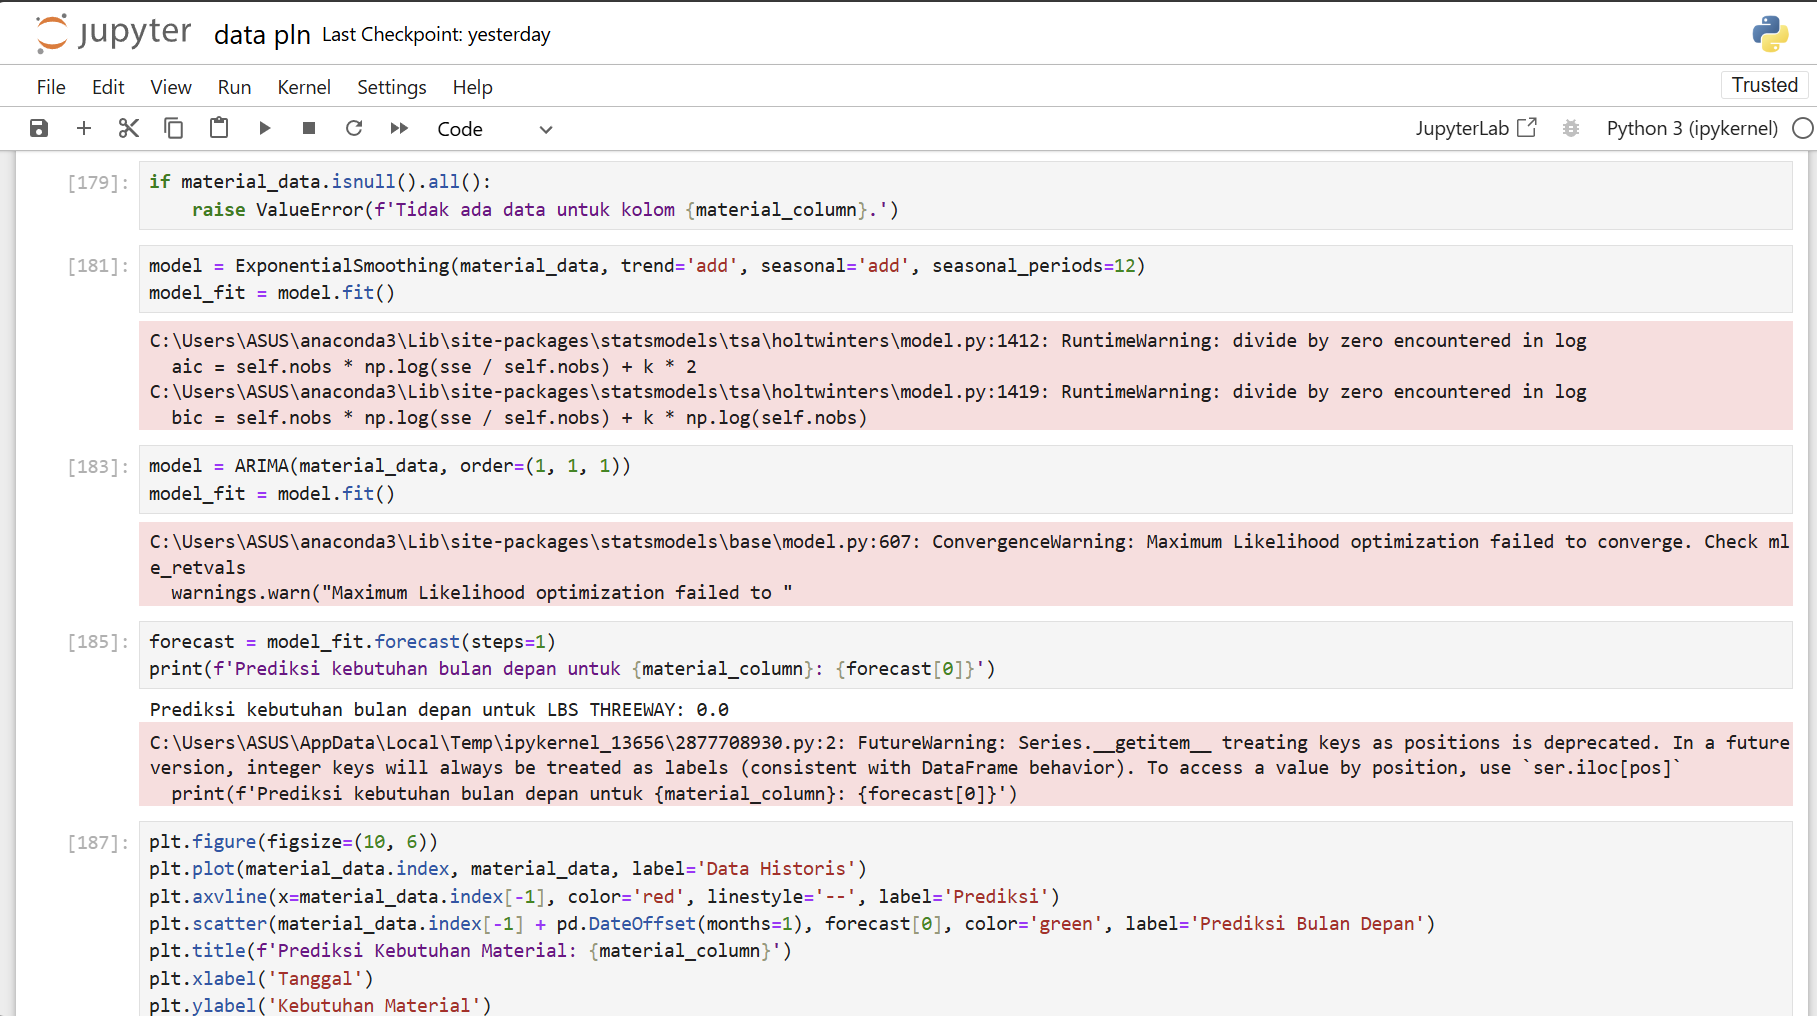 jupyter data pln Last Checkpoint: yesterday
File Edit View Run Kernel Settings Help Trusted
Code JupyterLab Python 3 (ipykernel)
[179]: if material_data.isnull().all():
    raise ValueError(f'Tidak ada data untuk kolom {material_column}.')
[181]: model = ExponentialSmoothing(material_data, trend='add', seasonal='add', seasonal_periods=12)
model_fit = model.fit()
C:\Users\ASUS\anaconda3\Lib\site-packages\statsmodels\tsa\holtwinters\model.py:1412: RuntimeWarning: divide by zero encountered in log
  aic = self.nobs * np.log(sse / self.nobs) + k * 2
C:\Users\ASUS\anaconda3\Lib\site-packages\statsmodels\tsa\holtwinters\model.py:1419: RuntimeWarning: divide by zero encountered in log
  bic = self.nobs * np.log(sse / self.nobs) + k * np.log(self.nobs)
[183]: model = ARIMA(material_data, order=(1, 1, 1))
model_fit = model.fit()
C:\Users\ASUS\anaconda3\Lib\site-packages\statsmodels\base\model.py:607: ConvergenceWarning: Maximum Likelihood optimization failed to converge. Check ml
e_retvals
  warnings.warn("Maximum Likelihood optimization failed to "
[185]: forecast = model_fit.forecast(steps=1)
print(f'Prediksi kebutuhan bulan depan untuk {material_column}: {forecast[0]}')
Prediksi kebutuhan bulan depan untuk LBS THREEWAY: 0.0
C:\Users\ASUS\AppData\Local\Temp\ipykernel_13656\2877708930.py:2: FutureWarning: Series.__getitem__ treating keys as positions is deprecated. In a future
version, integer keys will always be treated as labels (consistent with DataFrame behavior). To access a value by position, use `ser.iloc[pos]`
  print(f'Prediksi kebutuhan bulan depan untuk {material_column}: {forecast[0]}')
[187]: plt.figure(figsize=(10, 6))
plt.plot(material_data.index, material_data, label='Data Historis')
plt.axvline(x=material_data.index[-1], color='red', linestyle='--', label='Prediksi')
plt.scatter(material_data.index[-1] + pd.DateOffset(months=1), forecast[0], color='green', label='Prediksi Bulan Depan')
plt.title(f'Prediksi Kebutuhan Material: {material_column}')
plt.xlabel('Tanggal')
plt.ylabel('Kebutuhan Material')